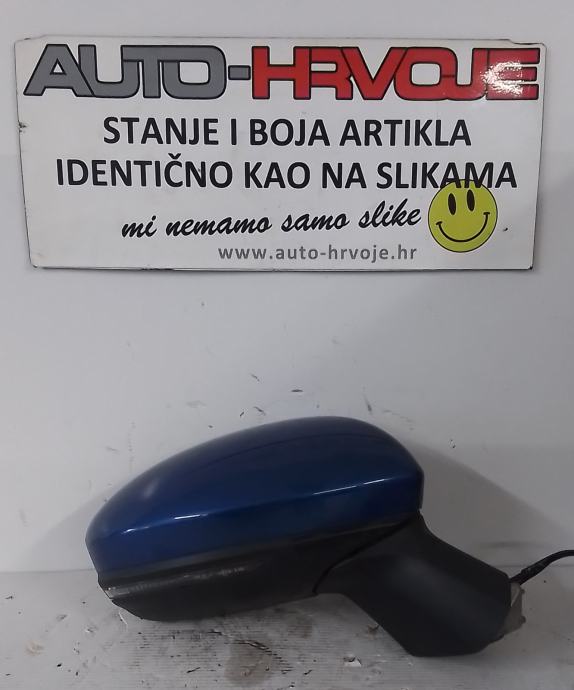 AUTO-HRVOJE
STANJE I BOJA ARTIKLA
IDENTIČNO KAO NA SLIKAMA
mi nemamo samo slike
www.auto-hrvoje.hr